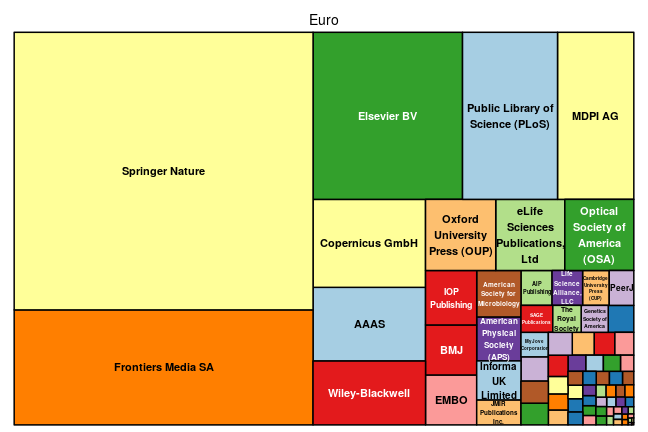 Euro
Springer Nature
Frontiers Media SA
Elsevier BV
Public Library of
Science (PLoS)
MDPI AG
Copernicus GmbH
AAAS
Wiley-Blackwell
Oxford
University
Press (OUP)
eLife
Sciences
Publications,
Ltd
Optical
Society of
America
(OSA)
IOP
Publishing
BMJ
EMBO
American
Society for
Microbiology
American
Physical
Society
(APS)
Informa
UK
Limited
JMIR
Publications
Inc.
AIP
Publishing
Life
Science
Alliance,
LLC
Cambridge
University
Press
(CUP)
PeerJ
SAGE
Publications
The
Royal
Society
Genetics
Society of
America
MyJove
Corporation